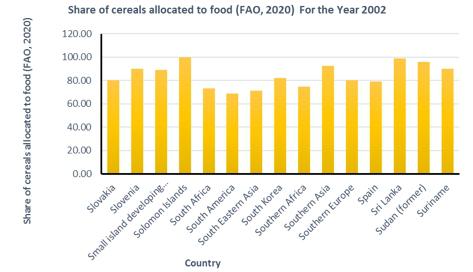 Share of cereals allocated to food (FAO, 2020) For the Year 2002
Share of cereals allocated to food (FAO, 2020)
120.00
100.00
80.00
60.00
40.00
20.00
0.00
Slovakia
Slovenia
Small island developing...
Solomon Islands
South Africa
South America
South Eastern Asia
South Korea
Southern Africa
Southern Asia
Southern Europe
Spain
Sri Lanka
Sudan (former)
Suriname
Country